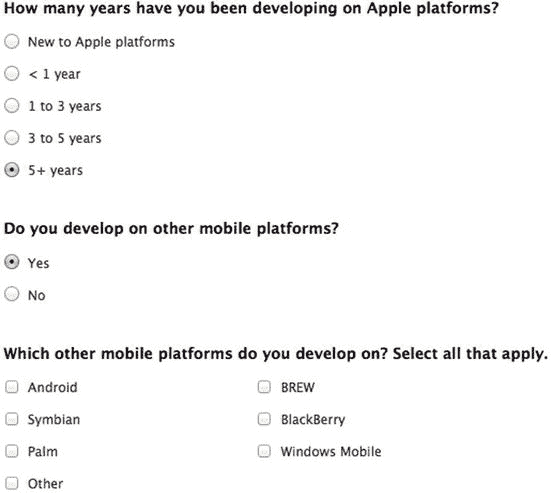 How many years have you been developing on Apple platforms?
New to Apple platforms
< 1 year
1 to 3 years
3 to 5 years
5+ years
Do you develop on other mobile platforms?
Yes
No
Which other mobile platforms do you develop on? Select all that apply.
Android BREW
Symbian BlackBerry
Palm Windows Mobile
Other